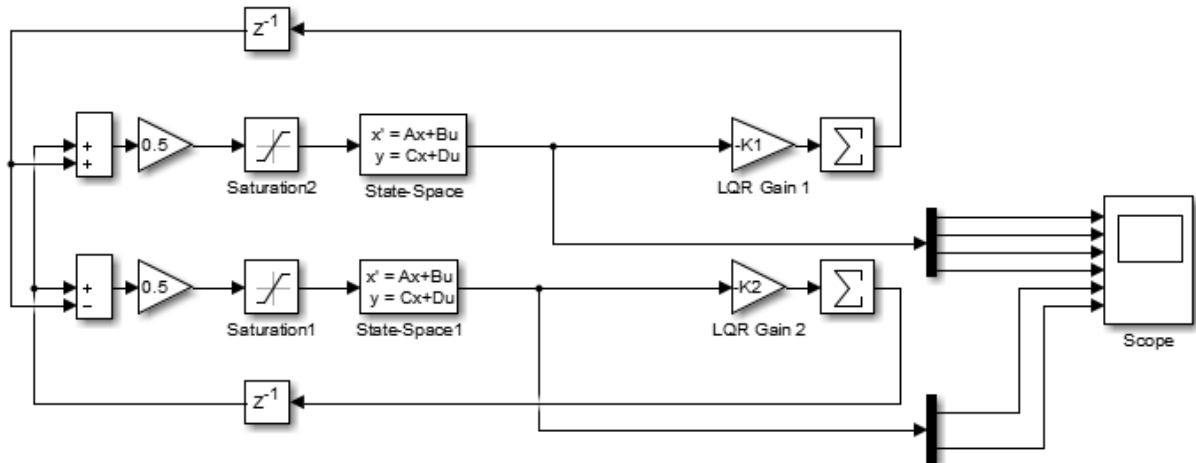 z-1
+
+
0.5
Saturation2
x' = Ax+Bu
y = Cx+Du
State-Space
-K1
LQR Gain 1
Σ
+
−
0.5
Saturation1
x' = Ax+Bu
y = Cx+Du
State-Space1
-K2
LQR Gain 2
Σ
Scope
z-1